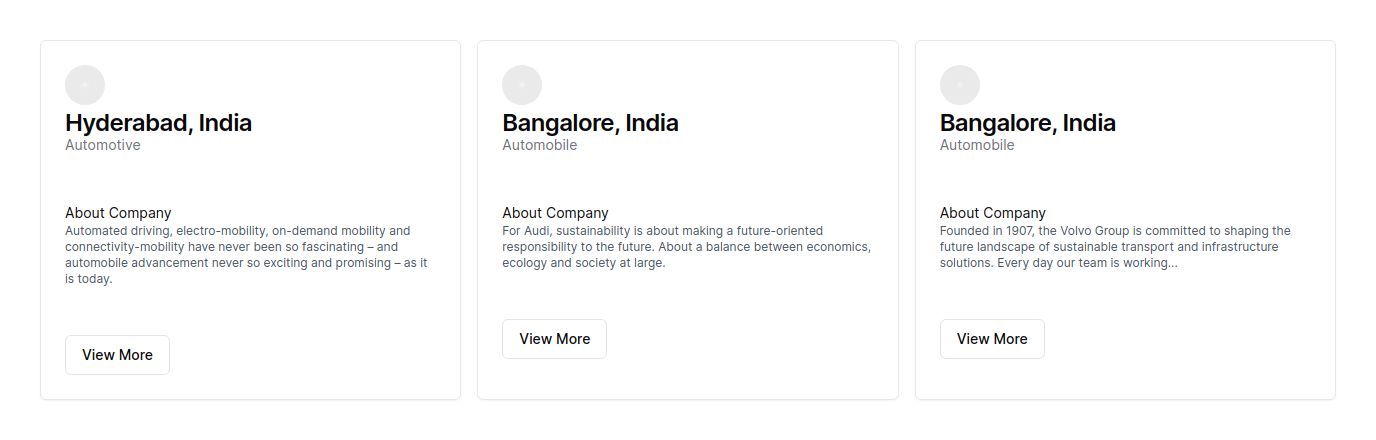 Hyderabad, India
Automotive
About Company
Automated driving, electro-mobility, on-demand mobility and
connectivity-mobility have never been so fascinating – and
automobile advancement never so exciting and promising – as it
is today.
View More
Bangalore, India
Automobile
About Company
For Audi, sustainability is about making a future-oriented
responsibility to the future. About a balance between economics,
ecology and society at large.
View More
Bangalore, India
Automobile
About Company
Founded in 1907, the Volvo Group is committed to shaping the
future landscape of sustainable transport and infrastructure
solutions. Every day our team is working...
View More